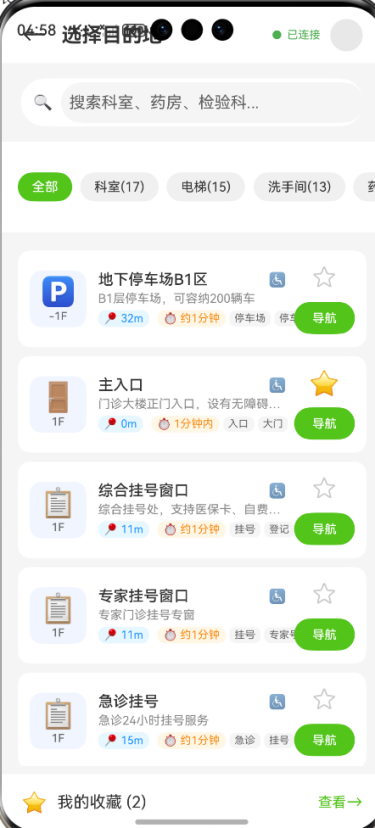 04:58
选择目的地
已连接
搜索科室、药房、检验科...
全部 科室(17) 电梯(15) 洗手间(13)
地下停车场B1区
B1层停车场，可容纳200辆车
-1F
32m 约1分钟 停车场 导航
主入口
门诊大楼正门入口，设有无障碍...
1F
0m 1分钟内 入口 大门 导航
综合挂号窗口
综合挂号处，支持医保卡、自费...
1F
11m 约1分钟 挂号 登记 导航
专家挂号窗口
专家门诊挂号专窗
1F
11m 约1分钟 挂号 专家号 导航
急诊挂号
急诊24小时挂号服务
1F
15m 约1分钟 急诊 挂号 导航
我的收藏 (2) 查看→